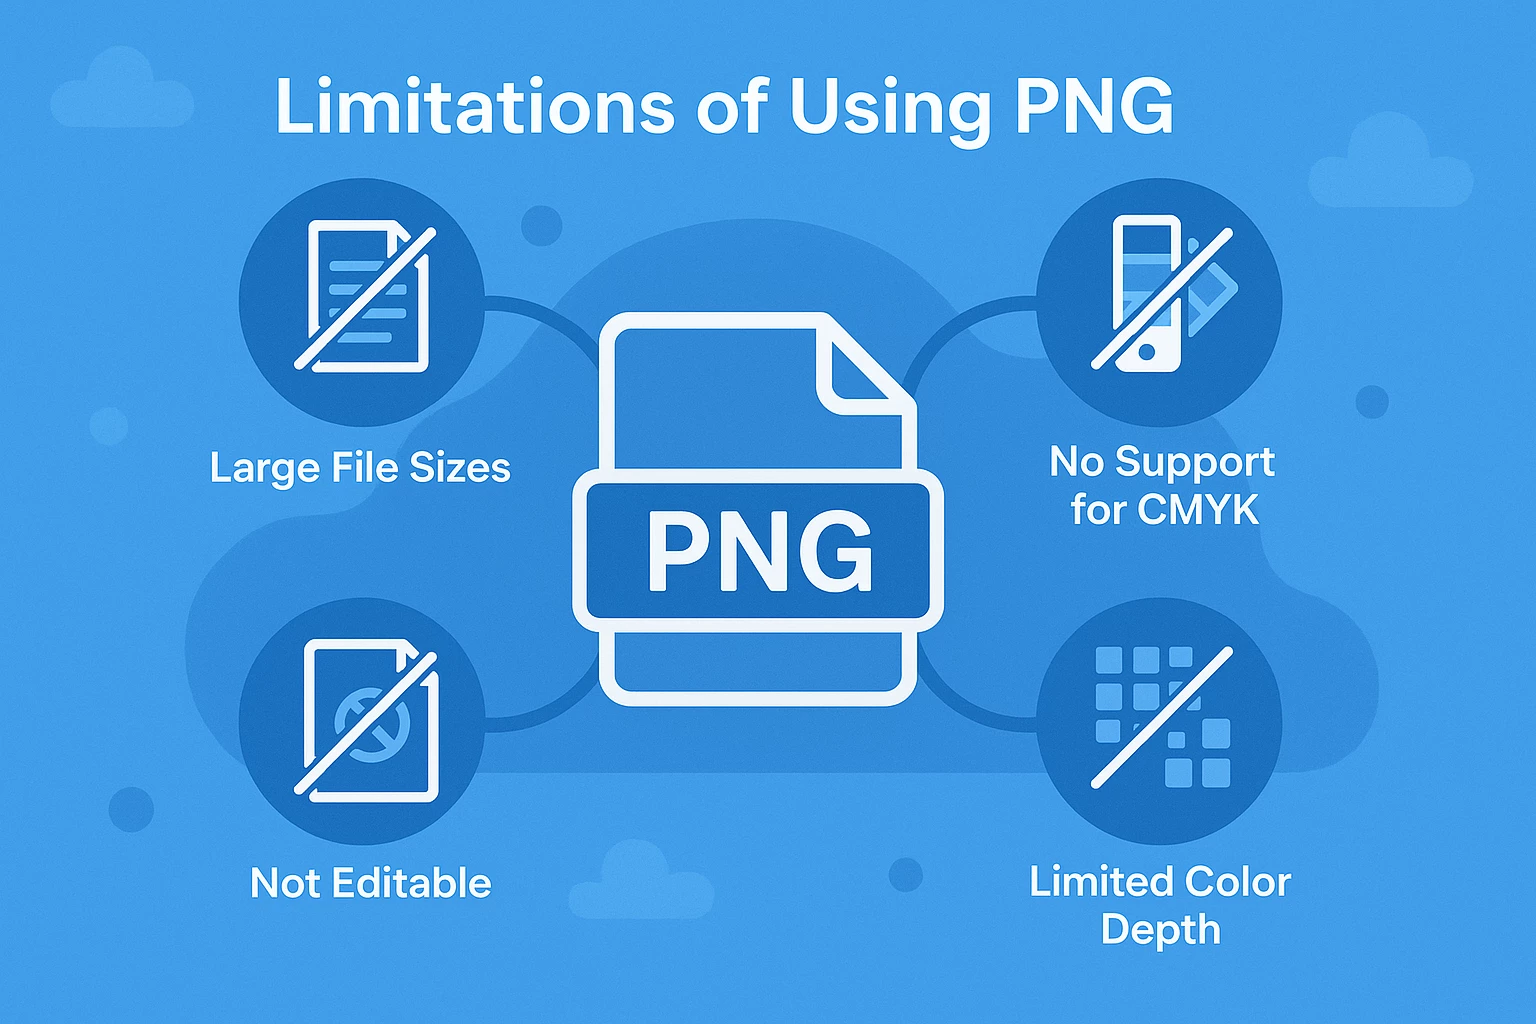 Limitations of Using PNG
Large File Sizes
No Support
for CMYK
PNG
Not Editable
Limited Color
Depth